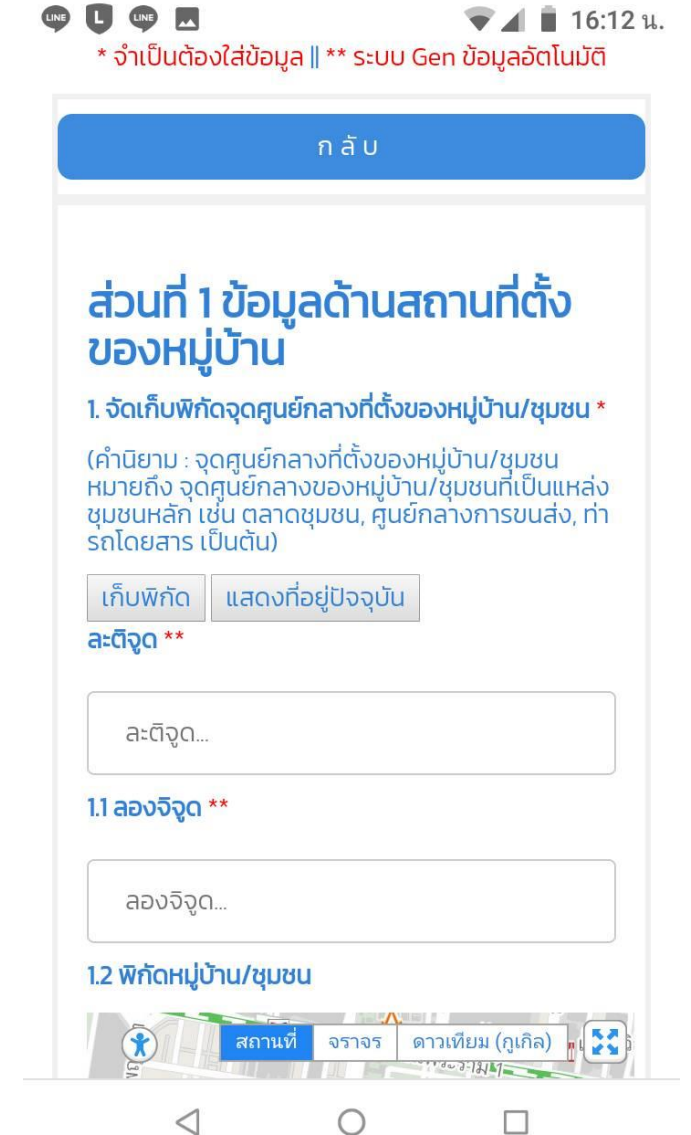 LINE L LINE 16:12 น.
* จำเป็นต้องใส่ข้อมูล || ** ระบบ Gen ข้อมูลอัตโนมัติ
กลับ
ส่วนที่ 1 ข้อมูลด้านสถานที่ตั้ง
ของหมู่บ้าน
1. จัดเก็บพิกัดจุดศูนย์กลางที่ตั้งของหมู่บ้าน/ชุมชน *
(คำนิยาม : จุดศูนย์กลางที่ตั้งของหมู่บ้าน/ชุมชน
หมายถึง จุดศูนย์กลางของหมู่บ้าน/ชุมชนที่เป็นแหล่ง
ชุมชนหลัก เช่น ตลาดชุมชน, ศูนย์กลางการขนส่ง, ท่า
รถโดยสาร เป็นต้น)
เก็บพิกัด แสดงที่อยู่ปัจจุบัน
ละติจูด **
ละติจูด...
1.1 ลองจิจูด **
ลองจิจูด...
1.2 พิกัดหมู่บ้าน/ชุมชน
สถานที่ จราจร ดาวเทียม (กูเกิล)